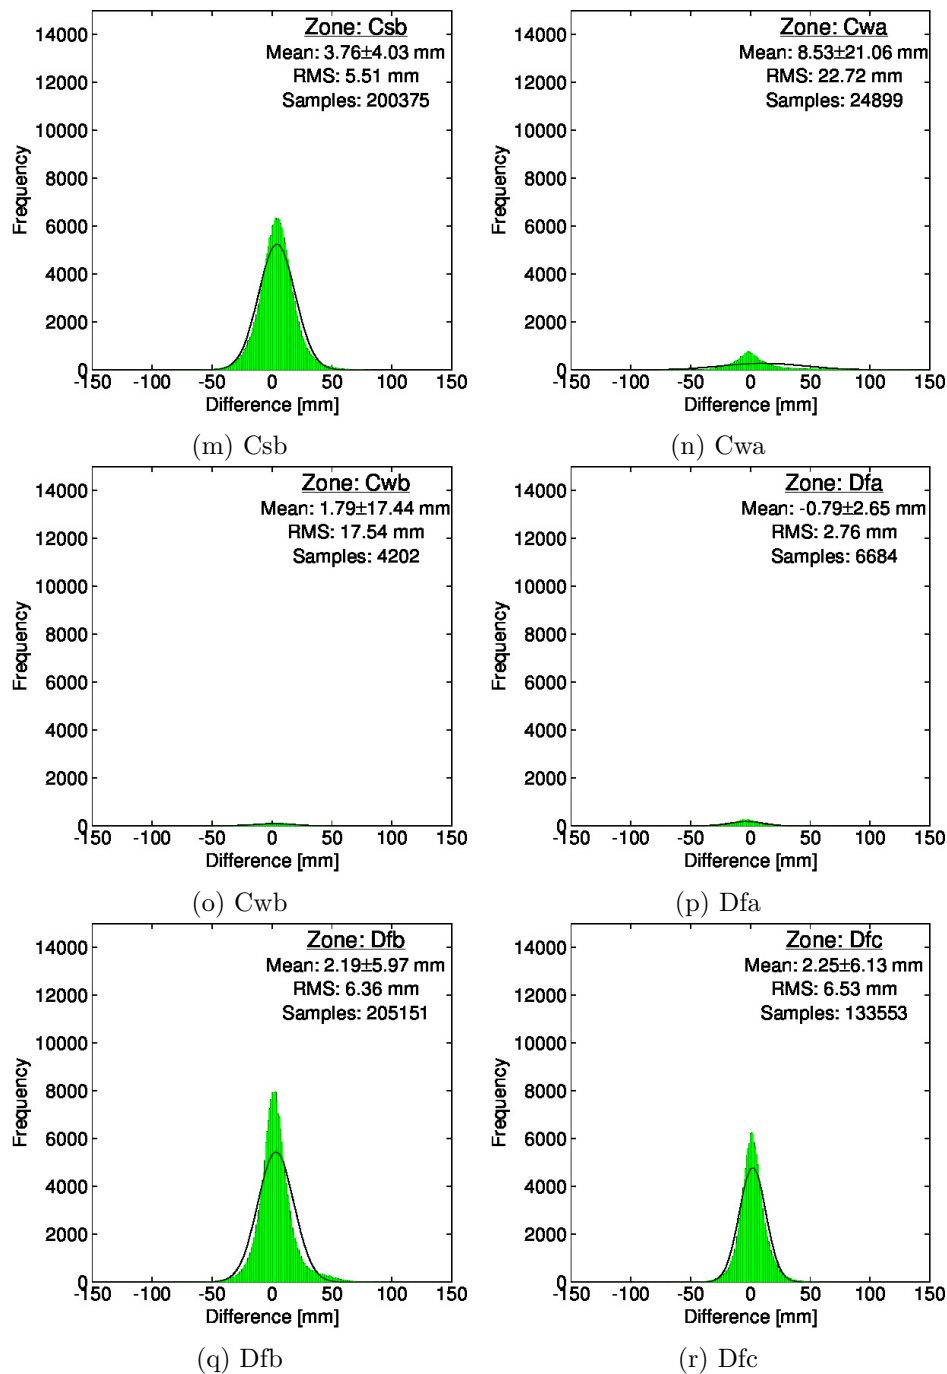 Zone: Csb
Mean: 3.76±4.03 mm
RMS: 5.51 mm
Samples: 200375
14000
12000
10000
8000
6000
4000
2000
0
Frequency
-150 -100 -50 0 50 100 150
Difference [mm]
(m) Csb
Zone: Cwa
Mean: 8.53±21.06 mm
RMS: 22.72 mm
Samples: 24899
14000
12000
10000
8000
6000
4000
2000
0
Frequency
-150 -100 -50 0 50 100 150
Difference [mm]
(n) Cwa
Zone: Cwb
Mean: 1.79±17.44 mm
RMS: 17.54 mm
Samples: 4202
14000
12000
10000
8000
6000
4000
2000
0
Frequency
-150 -100 -50 0 50 100 150
Difference [mm]
(o) Cwb
Zone: Dfa
Mean: -0.79±2.65 mm
RMS: 2.76 mm
Samples: 6684
14000
12000
10000
8000
6000
4000
2000
0
Frequency
-150 -100 -50 0 50 100 150
Difference [mm]
(p) Dfa
Zone: Dfb
Mean: 2.19±5.97 mm
RMS: 6.36 mm
Samples: 205151
14000
12000
10000
8000
6000
4000
2000
0
Frequency
-150 -100 -50 0 50 100 150
Difference [mm]
(q) Dfb
Zone: Dfc
Mean: 2.25±6.13 mm
RMS: 6.53 mm
Samples: 133553
14000
12000
10000
8000
6000
4000
2000
0
Frequency
-150 -100 -50 0 50 100 150
Difference [mm]
(r) Dfc